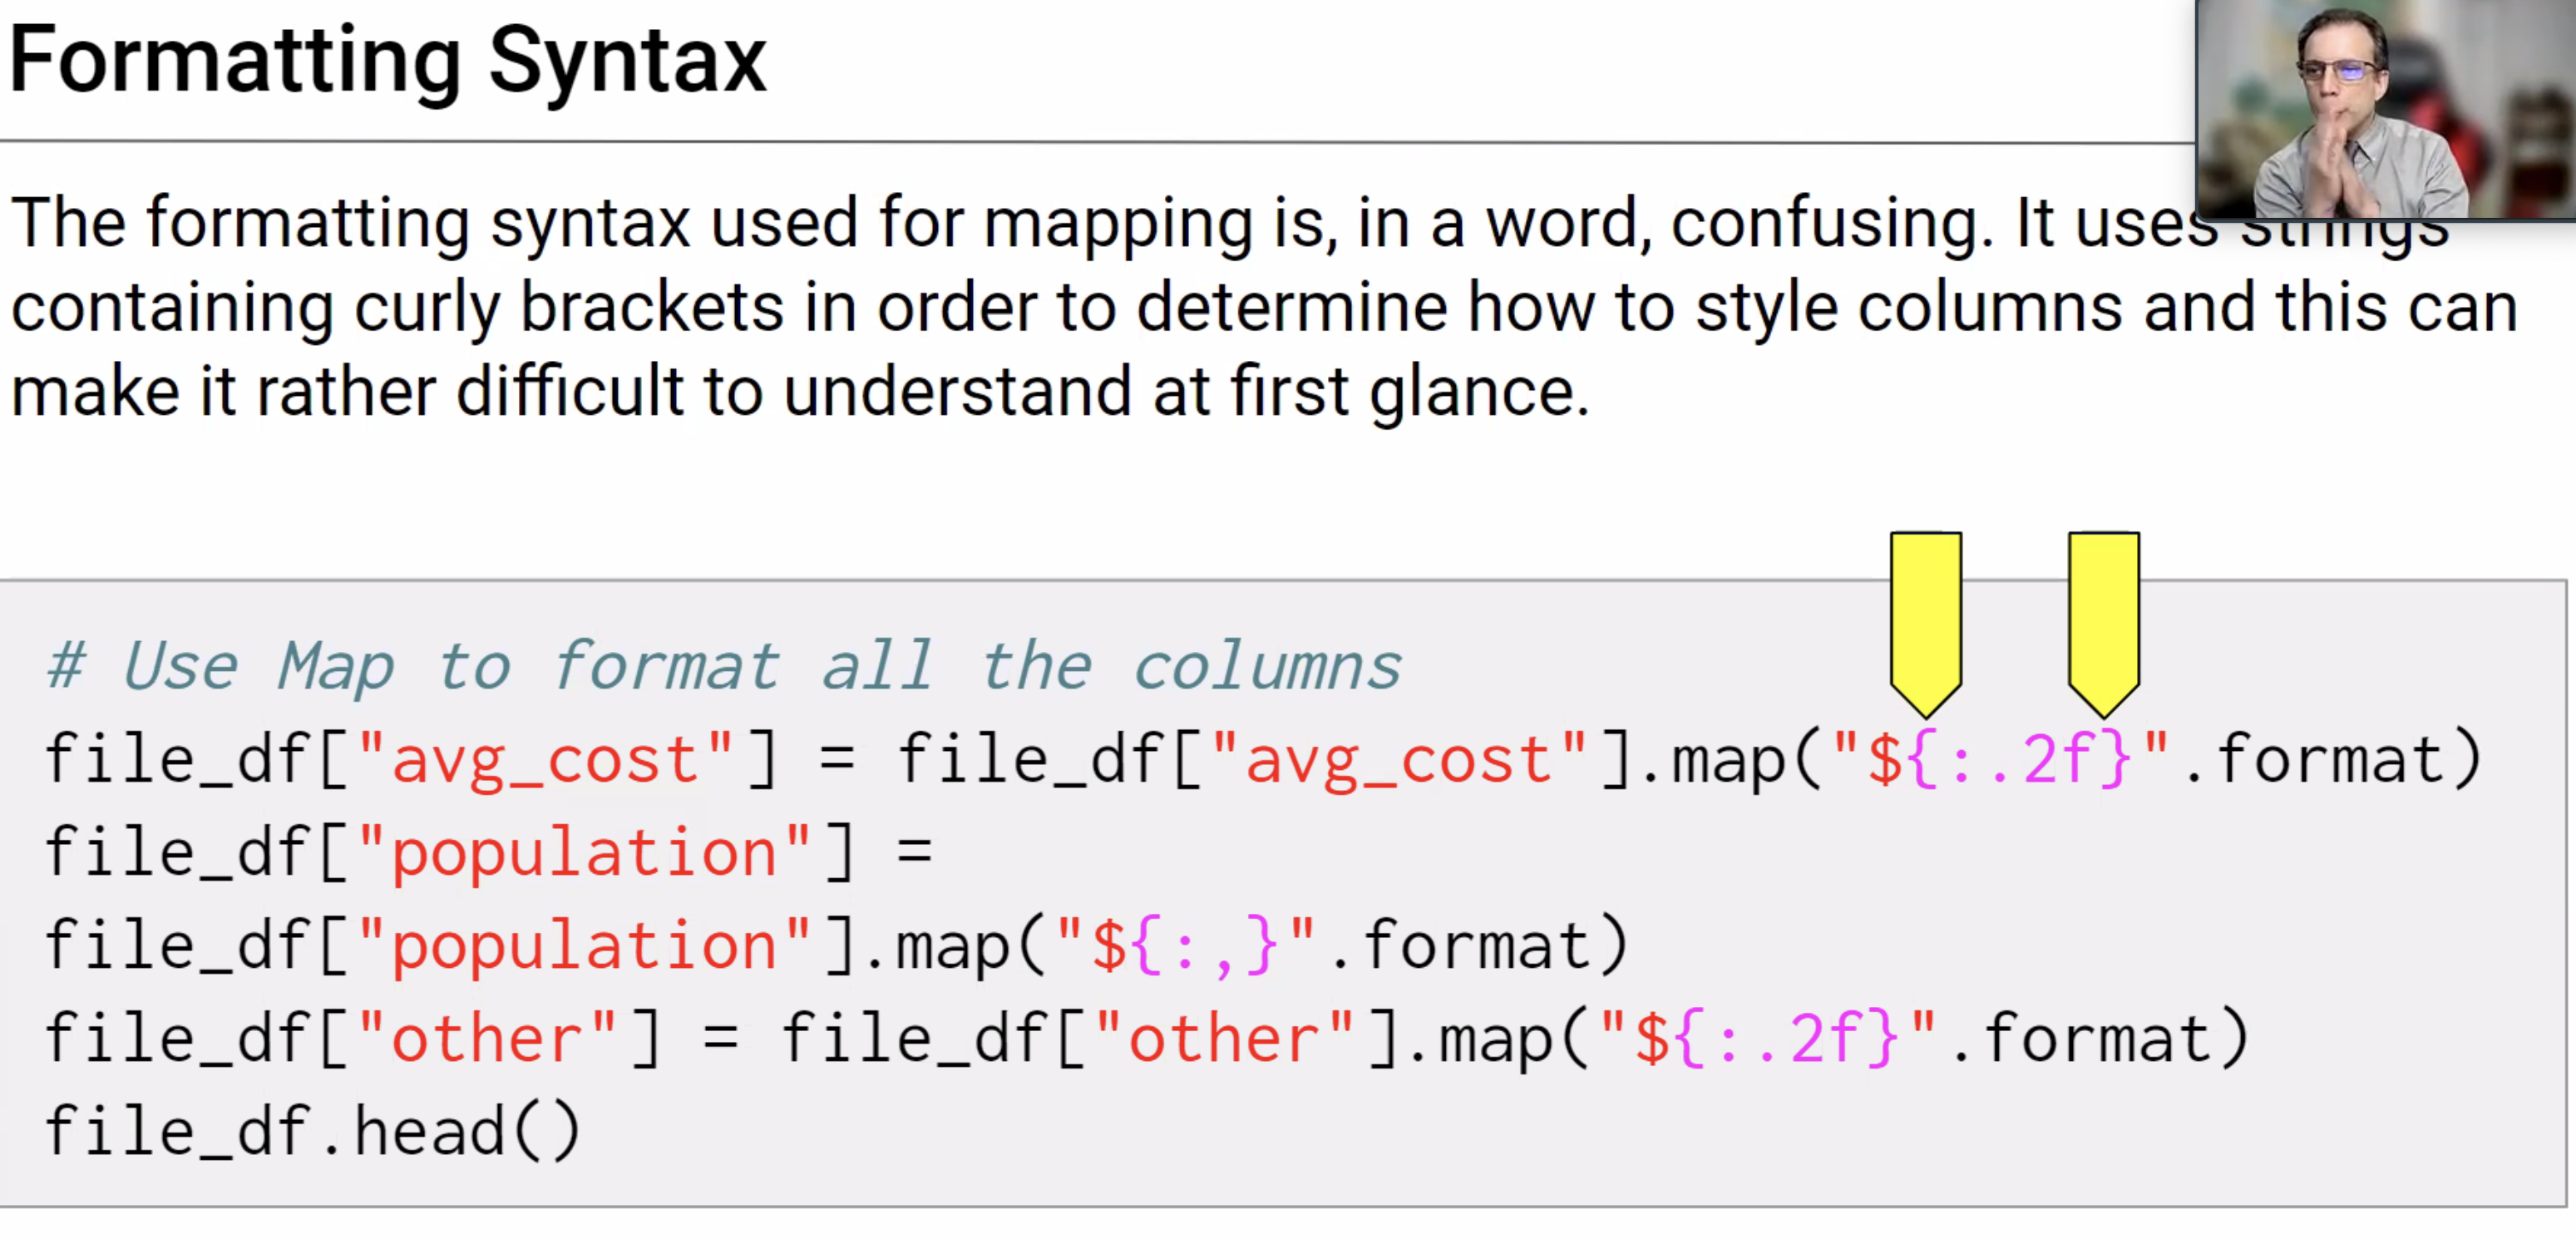 Formatting Syntax
The formatting syntax used for mapping is, in a word, confusing. It uses strings
containing curly brackets in order to determine how to style columns and this can
make it rather difficult to understand at first glance.
# Use Map to format all the columns
file_df["avg_cost"] = file_df["avg_cost"].map("${:.2f}".format)
file_df["population"] =
file_df["population"].map("${:,}".format)
file_df["other"] = file_df["other"].map("${:.2f}".format)
file_df.head()